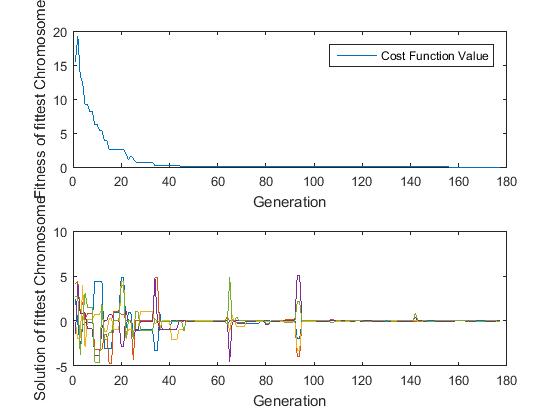 Fitness of fittest Chromosome
20
15
10
5
0
Cost Function Value
0 20 40 60 80 100 120 140 160 180
Generation
Solution of fittest Chromosome
10
5
0
-5
0 20 40 60 80 100 120 140 160 180
Generation